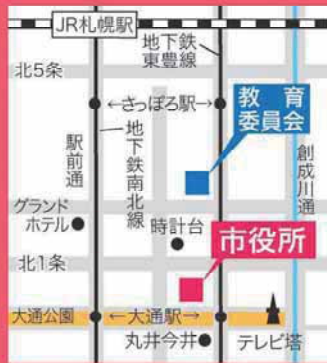 JR札幌駅
地下鉄
東豊線
北5条
←さっぽろ駅→
教育
委員会
駅前通
地下鉄南北線
創成川通
グランド
ホテル
時計台
市役所
北1条
大通公園
←大通駅→
丸井今井
テレビ塔